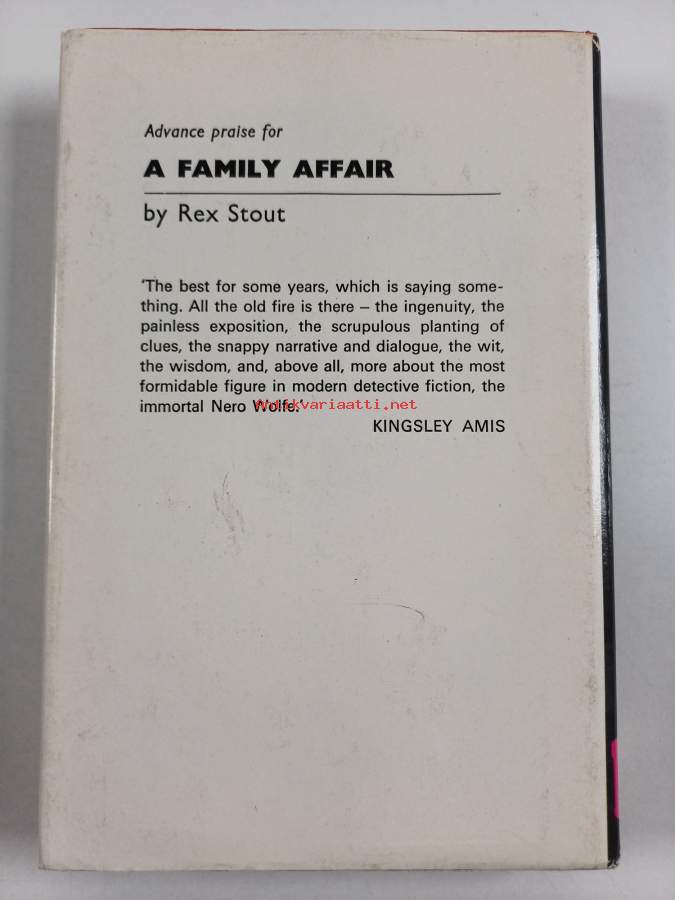 Advance praise for
A FAMILY AFFAIR
by Rex Stout
'The best for some years, which is saying some-
thing. All the old fire is there – the ingenuity, the
painless exposition, the scrupulous planting of
clues, the snappy narrative and dialogue, the wit,
the wisdom, and, above all, more about the most
formidable figure in modern detective fiction, the
immortal Nero Wolfe.'
antikvariaatti.net
KINGSLEY AMIS